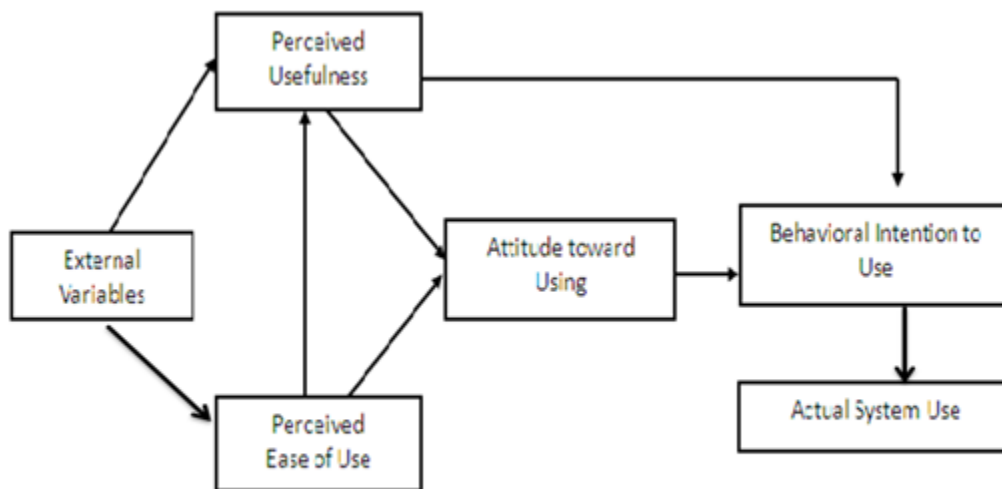 Perceived
Usefulness
External
Variables
Attitude toward
Using
Behavioral Intention to
Use
Perceived
Ease of Use
Actual System Use